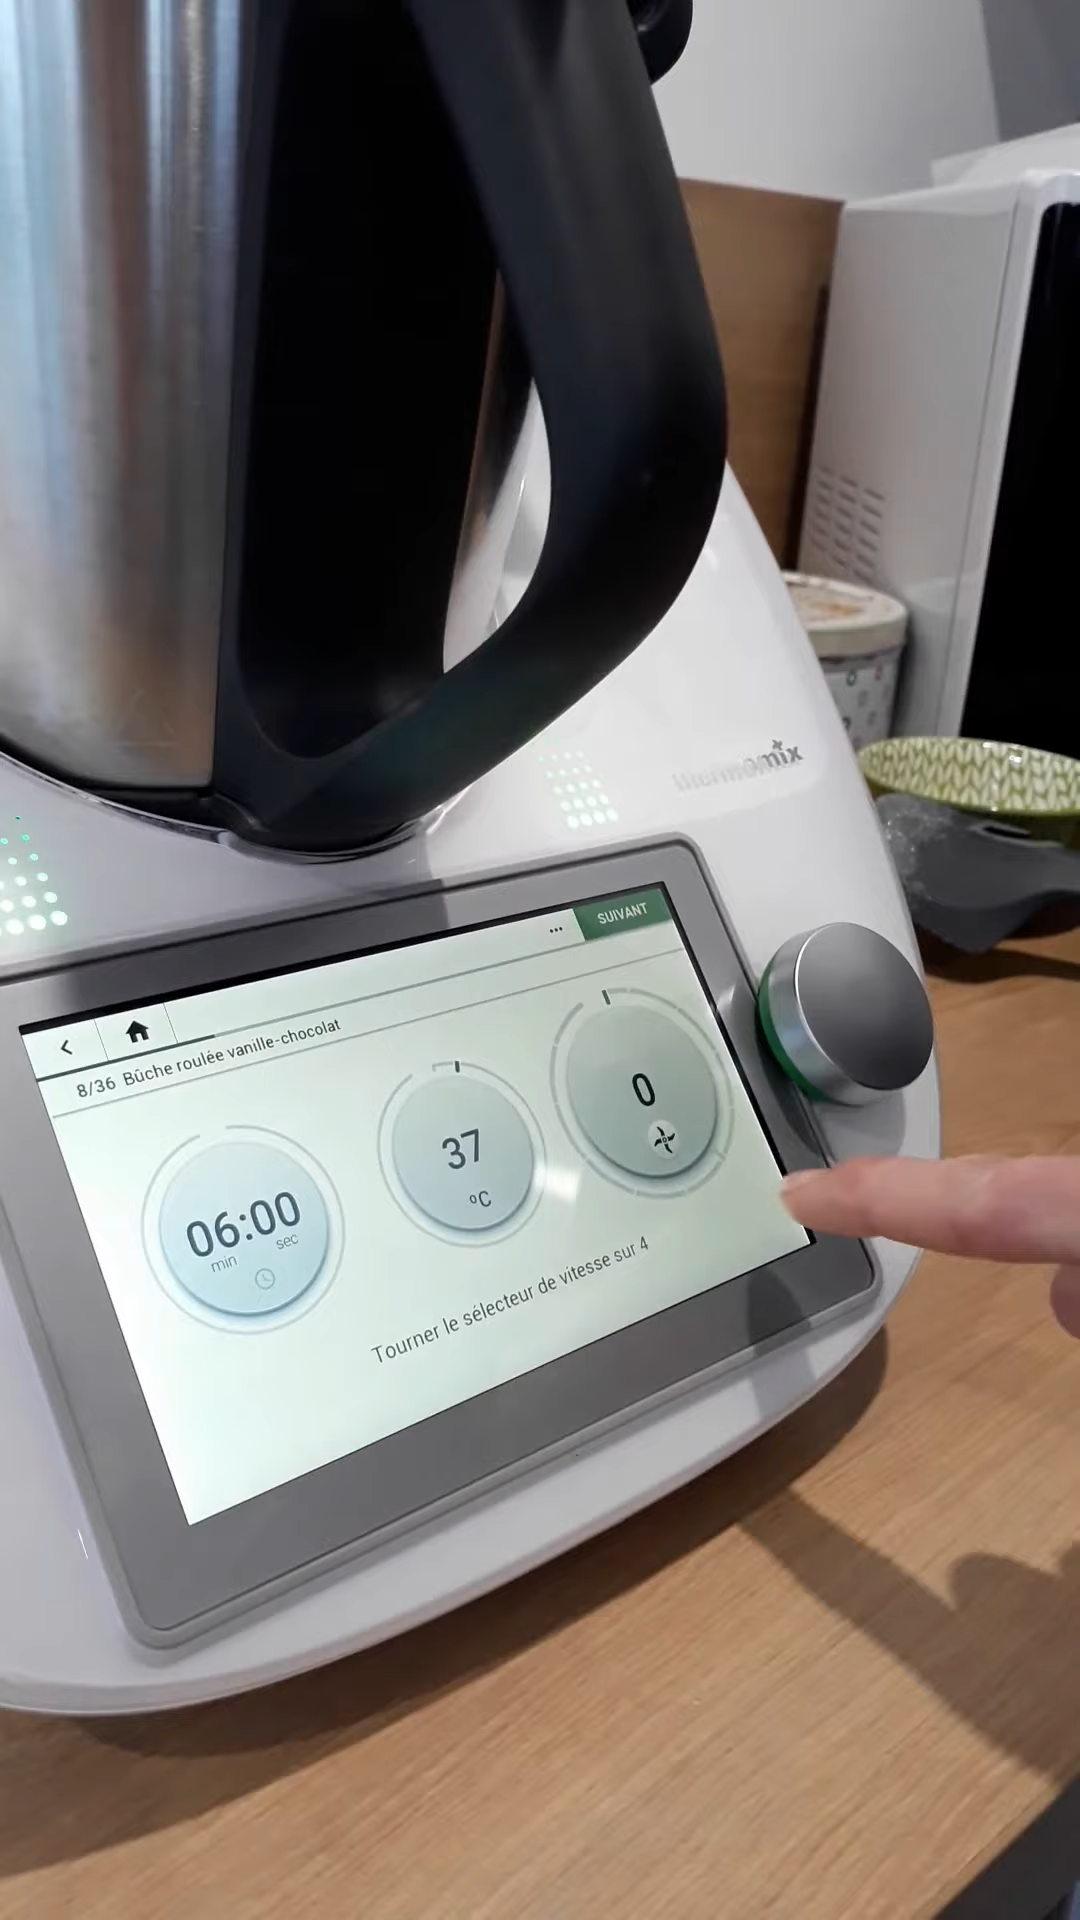 thermomix
SUIVANT
8/36 Bûche roulée vanille-chocolat
06:00
min sec
37
°C
0
Tourner le sélecteur de vitesse sur 4